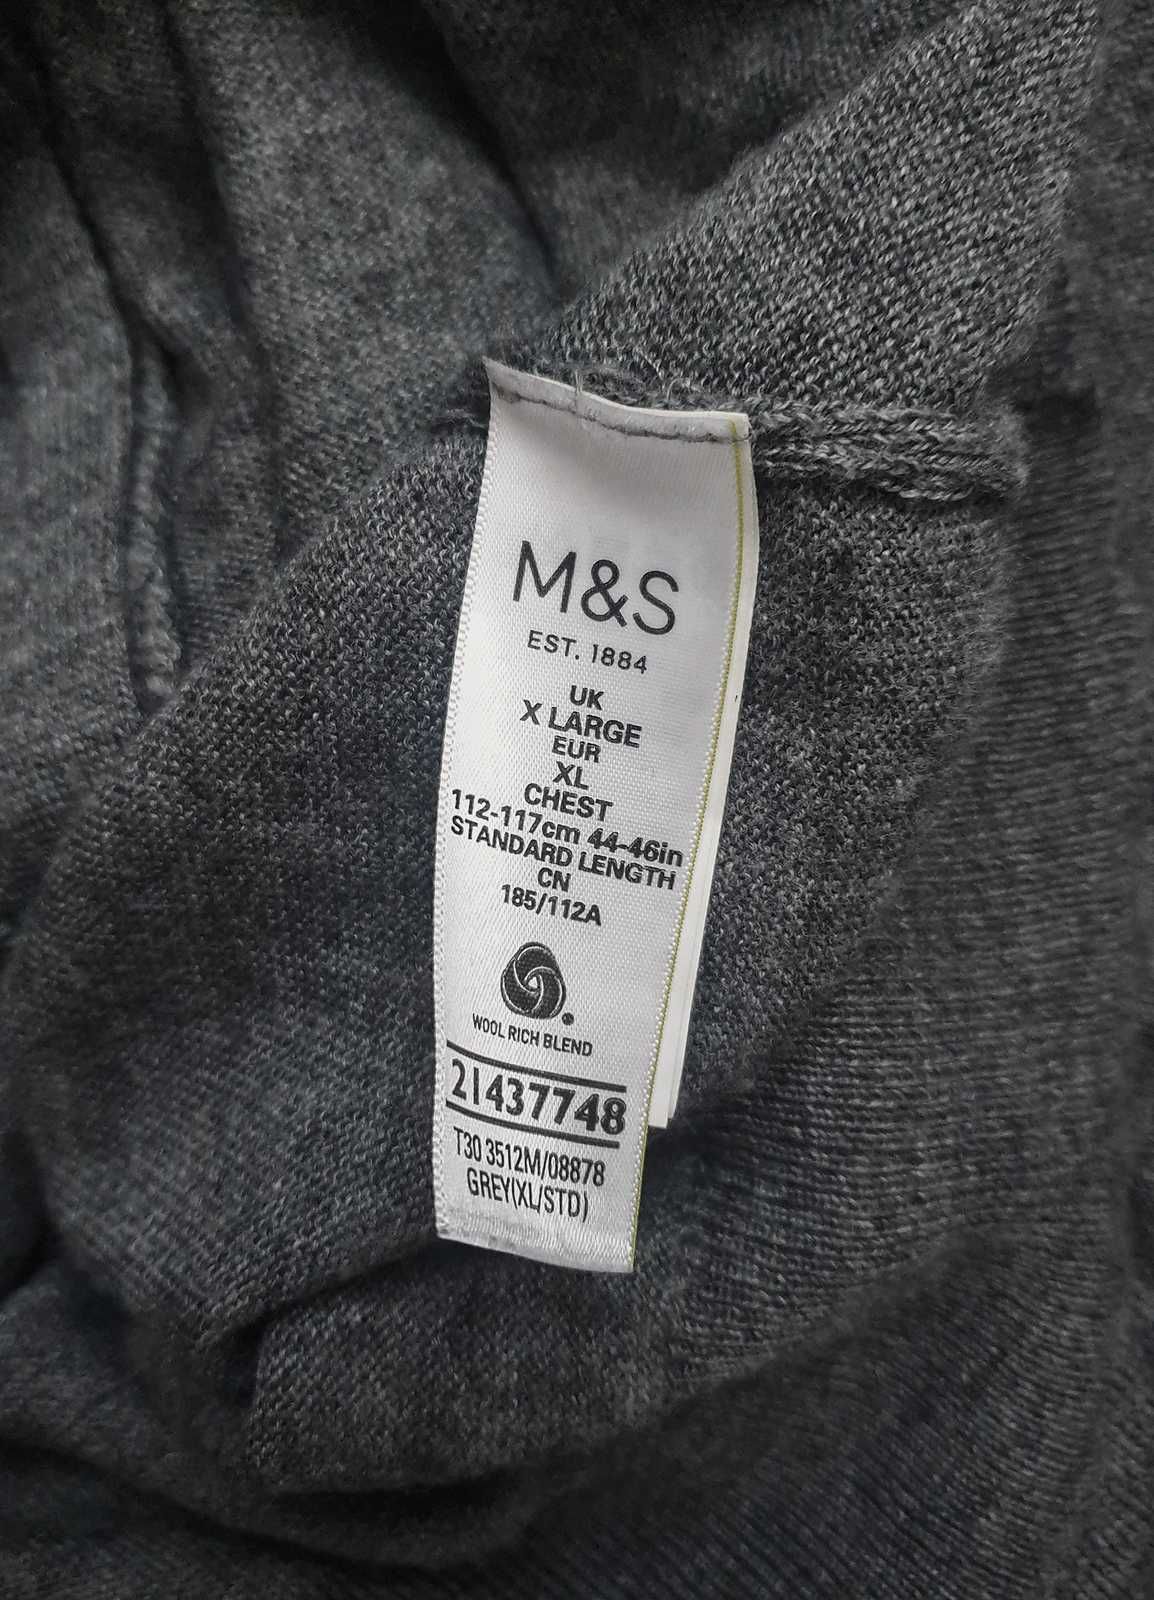 M&S
EST. 1884
UK
X LARGE
EUR
XL
CHEST
112-117cm 44-46in
STANDARD LENGTH
CN
185/112A
WOOL RICH BLEND
21437748
T30 3512M/08878
GREY(XL/STD)